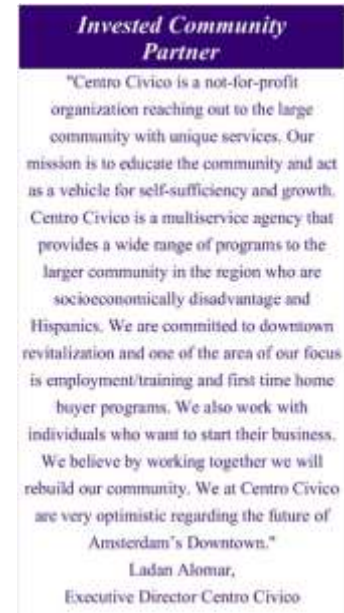 Invested Community
Partner
"Centro Civico is a not-for-profit
organization reaching out to the large
community with unique services. Our
mission is to educate the community and act
as a vehicle for self-sufficiency and growth.
Centro Civico is a multiservice agency that
provides a wide range of programs to the
larger community in the region who are
socioeconomically disadvantage and
Hispanics. We are committed to downtown
revitalization and one of the area of our focus
is employment/training and first time home
buyer programs. We also work with
individuals who want to start their business.
We believe by working together we will
rebuild our community. We at Centro Civico
are very optimistic regarding the future of
Amsterdam's Downtown."
Ladan Alomar,
Executive Director Centro Civico